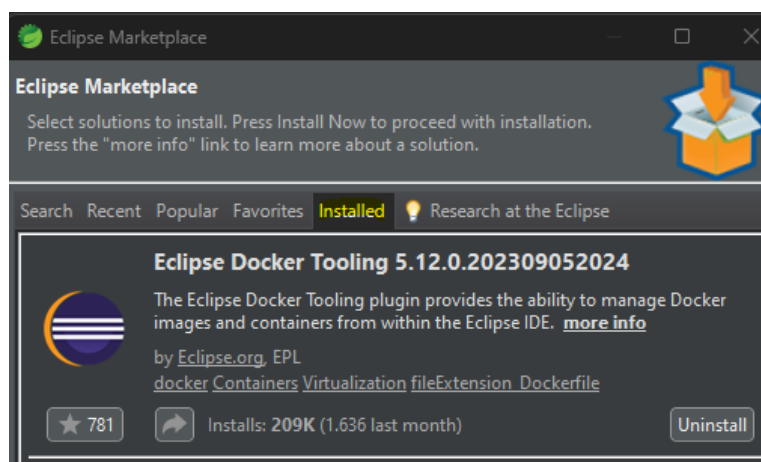 Eclipse Marketplace
Eclipse Marketplace
Select solutions to install. Press Install Now to proceed with installation.
Press the "more info" link to learn more about a solution.
Search Recent Popular Favorites Installed Research at the Eclipse
Eclipse Docker Tooling 5.12.0.202309052024
The Eclipse Docker Tooling plugin provides the ability to manage Docker
images and containers from within the Eclipse IDE. more info
by Eclipse.org, EPL
docker Containers Virtualization fileExtension_Dockerfile
781 Installs: 209K (1.636 last month) Uninstall